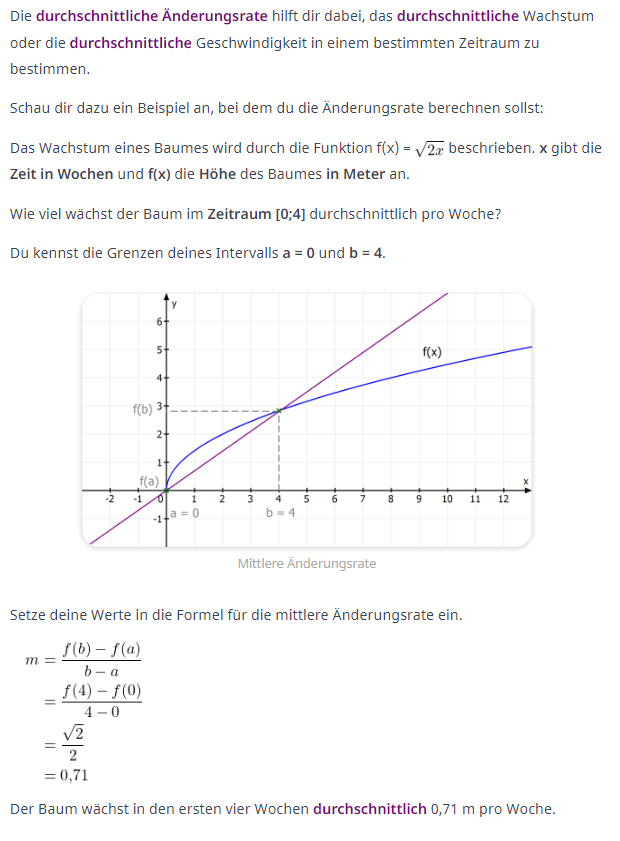 Die durchschnittliche Änderungsrate hilft dir dabei, das durchschnittliche Wachstum
oder die durchschnittliche Geschwindigkeit in einem bestimmten Zeitraum zu
bestimmen.
Schau dir dazu ein Beispiel an, bei dem du die Änderungsrate berechnen sollst:
Das Wachstum eines Baumes wird durch die Funktion f(x) = √2x beschrieben. x gibt die
Zeit in Wochen und f(x) die Höhe des Baumes in Meter an.
Wie viel wächst der Baum im Zeitraum [0;4] durchschnittlich pro Woche?
Du kennst die Grenzen deines Intervalls a = 0 und b = 4.
y
6
5
f(x)
4
f(b) 3
2
1
f(a)
x
-2 -1 0 1 2 3 4 5 6 7 8 9 10 11 12
-1 a = 0 b = 4
Mittlere Änderungsrate
Setze deine Werte in die Formel für die mittlere Änderungsrate ein.
m = (f(b) − f(a)) / (b − a)
= (f(4) − f(0)) / (4 − 0)
= √2 / 2
= 0,71
Der Baum wächst in den ersten vier Wochen durchschnittlich 0,71 m pro Woche.